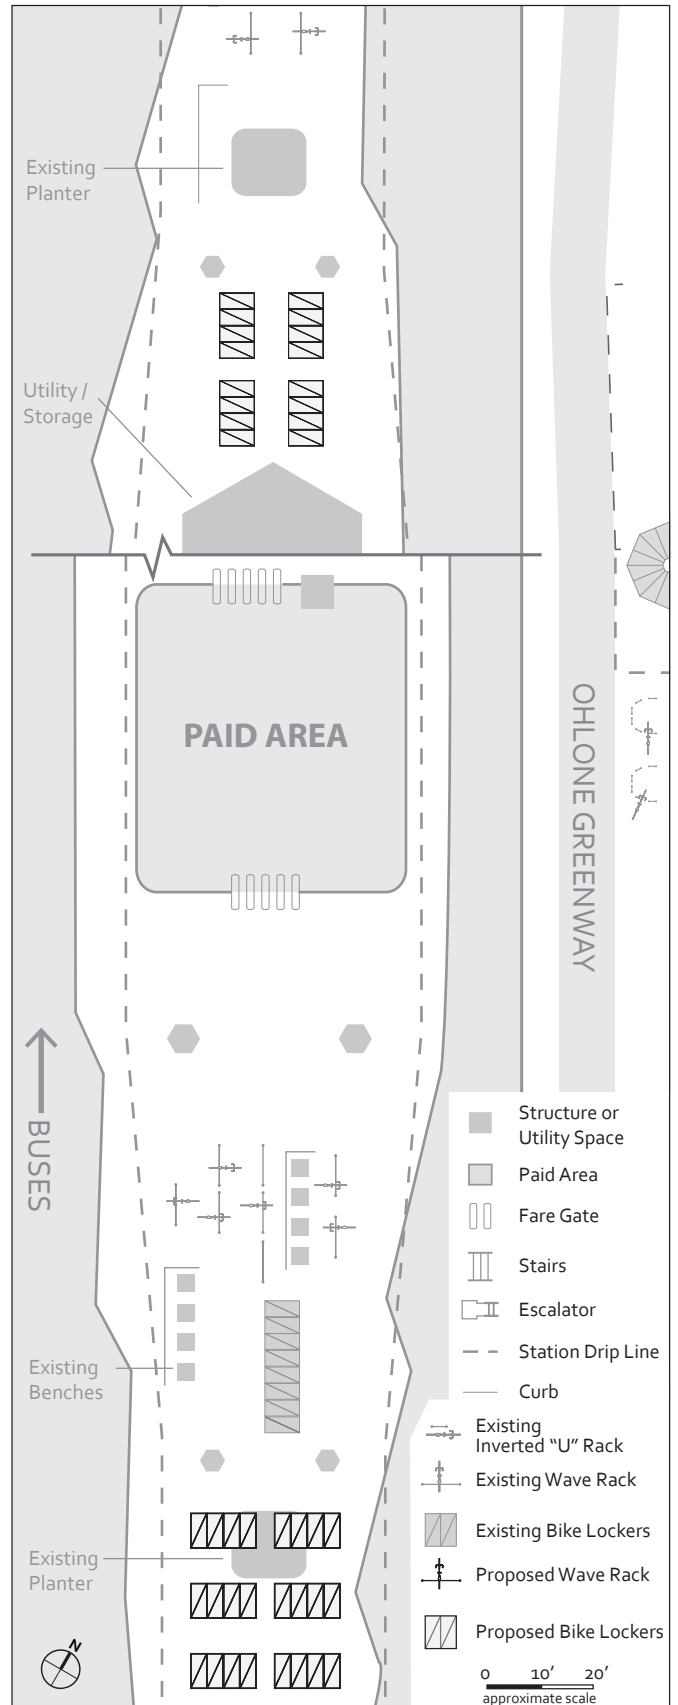 Existing
Planter
Utility /
Storage
PAID AREA
OHLONE GREENWAY
BUSES
Existing
Benches
Existing
Planter
N
Structure or
Utility Space
Paid Area
Fare Gate
Stairs
Escalator
Station Drip Line
Curb
Existing
Inverted “U” Rack
Existing Wave Rack
Existing Bike Lockers
Proposed Wave Rack
Proposed Bike Lockers
0 10′ 20′
approximate scale